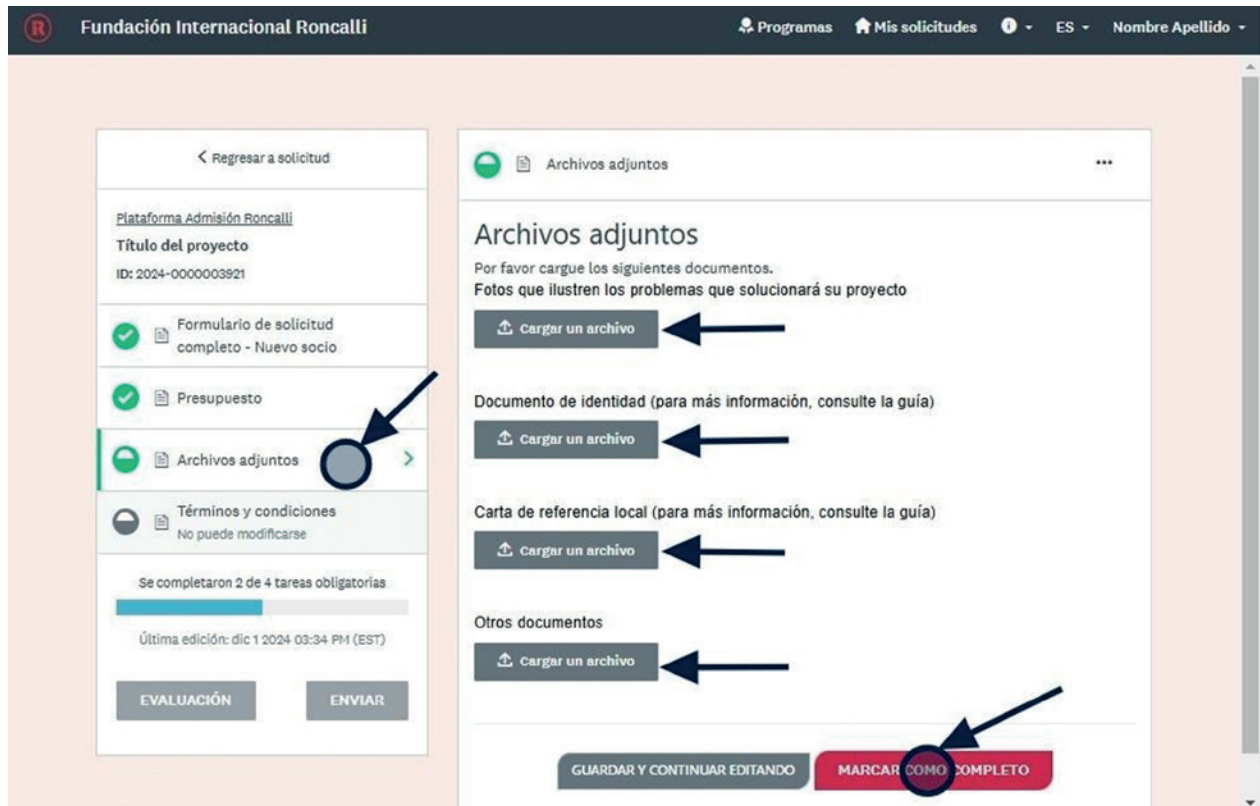 R Fundación Internacional Roncalli Programas Mis solicitudes i ES Nombre Apellido
Regresar a solicitud
Plataforma Admisión Roncalli
Título del proyecto
ID: 2024-0000003921
Formulario de solicitud
completo - Nuevo socio
Presupuesto
Archivos adjuntos
Términos y condiciones
No puede modificarse
Se completaron 2 de 4 tareas obligatorias
Última edición: dic 1 2024 03:34 PM (EST)
EVALUACIÓN ENVIAR
Archivos adjuntos ...
Archivos adjuntos
Por favor cargue los siguientes documentos.
Fotos que ilustren los problemas que solucionará su proyecto
Cargar un archivo
Documento de identidad (para más información, consulte la guía)
Cargar un archivo
Carta de referencia local (para más información, consulte la guía)
Cargar un archivo
Otros documentos
Cargar un archivo
GUARDAR Y CONTINUAR EDITANDO MARCAR COMO COMPLETO